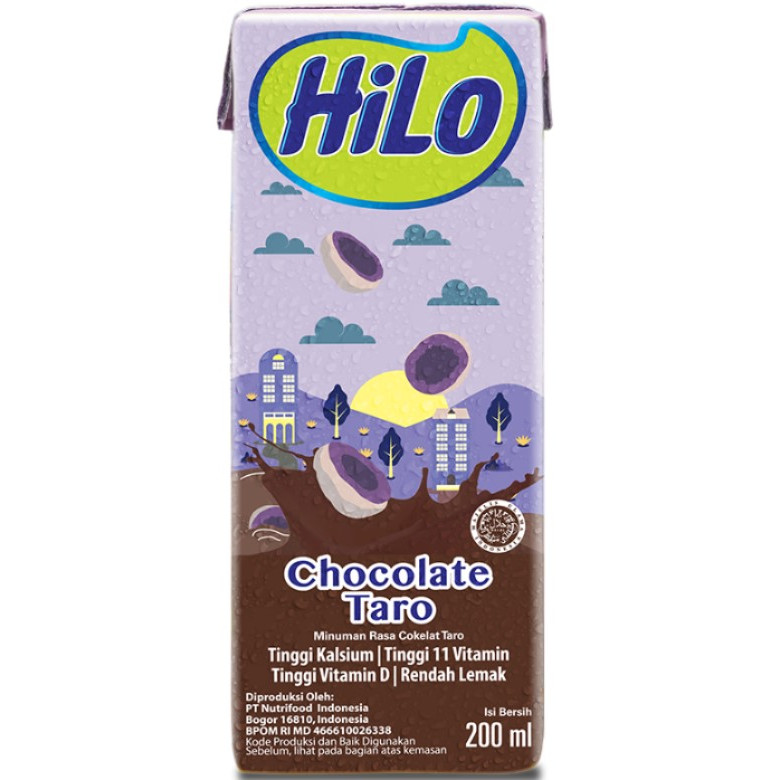 HiLo
Chocolate
Taro
Minuman Rasa Cokelat Taro
Tinggi Kalsium | Tinggi 11 Vitamin
Tinggi Vitamin D | Rendah Lemak
Diproduksi Oleh:
PT Nutrifood Indonesia
Bogor 16810, Indonesia
BPOM RI MD 466610026338
Kode Produksi dan Baik Digunakan
Sebelum, lihat pada bagian atas kemasan
Isi Bersih
200 ml